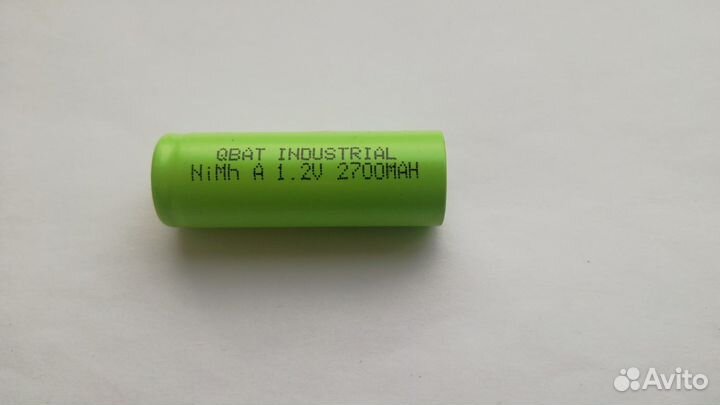 QBAT INDUSTRIAL
NiMh A 1.2V 2700MAH
Avito